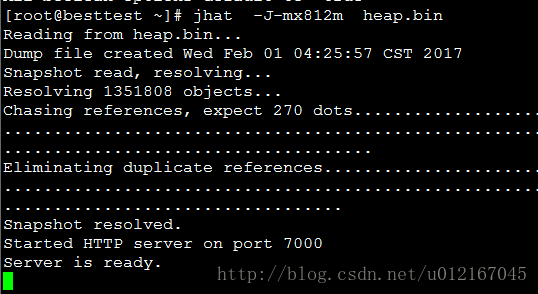 [root@besttest ~]# jhat  -J-mx812m  heap.bin
Reading from heap.bin...
Dump file created Wed Feb 01 04:25:57 CST 2017
Snapshot read, resolving...
Resolving 1351808 objects...
Chasing references, expect 270 dots...................
......................................................
.....................................
Eliminating duplicate references......................
......................................................
..................................
Snapshot resolved.
Started HTTP server on port 7000
Server is ready.
http://blog.csdn.net/u012167045